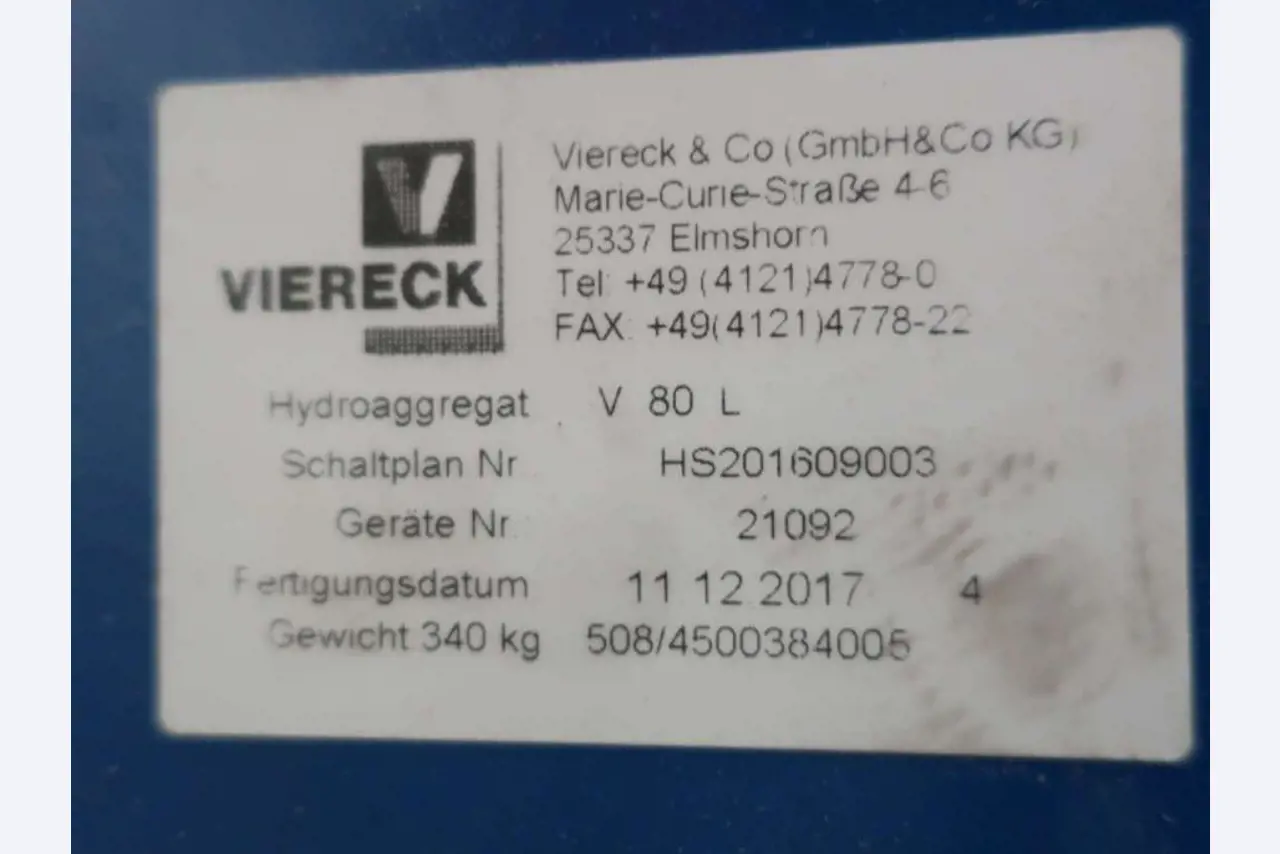 V
VIERECK
Viereck & Co (GmbH&Co KG)
Marie-Curie-Straße 4-6
25337 Elmshorn
Tel: +49 (4121)4778-0
FAX: +49(4121)4778-22
Hydroaggregat V 80 L
Schaltplan Nr. HS201609003
Geräte Nr. 21092
Fertigungsdatum 11.12.2017 4
Gewicht 340 kg 508/4500384005